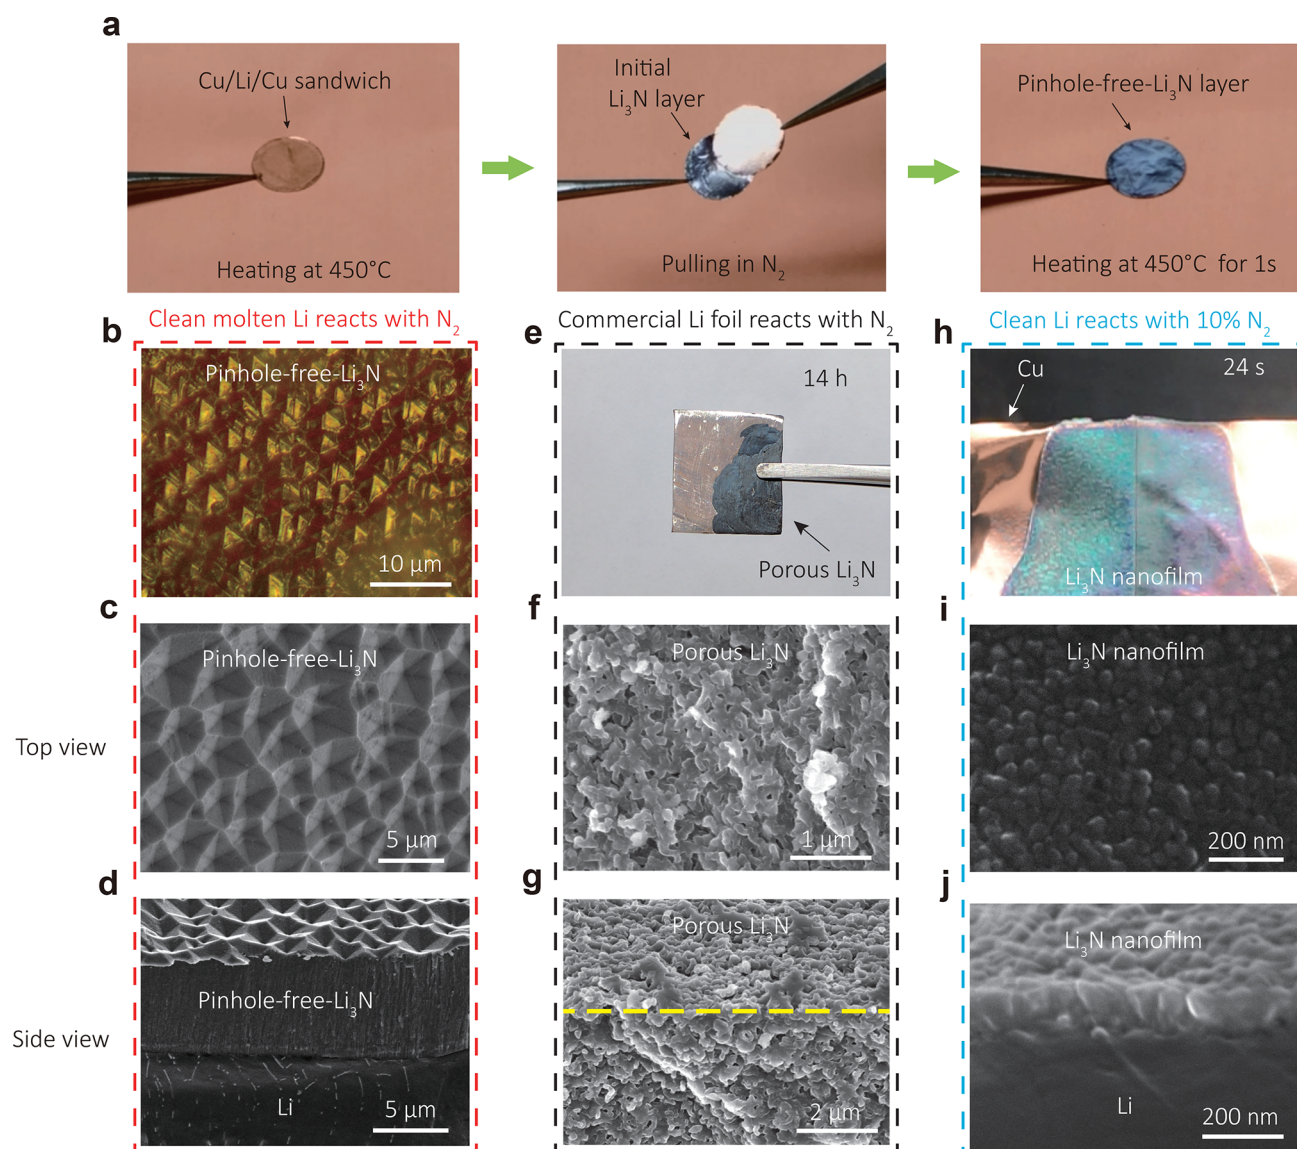 a
Cu/Li/Cu sandwich
Heating at 450°C
Initial
Li₃N layer
Pulling in N₂
Pinhole-free-Li₃N layer
Heating at 450°C for 1s
b
Clean molten Li reacts with N₂
Pinhole-free-Li₃N
10 μm
e
Commercial Li foil reacts with N₂
14 h
Porous Li₃N
h
Clean Li reacts with 10% N₂
Cu
24 s
Li₃N nanofilm
Top view
c
Pinhole-free-Li₃N
5 μm
f
Porous Li₃N
1 μm
i
Li₃N nanofilm
200 nm
Side view
d
Pinhole-free-Li₃N
Li
5 μm
g
Porous Li₃N
2 μm
j
Li₃N nanofilm
Li
200 nm